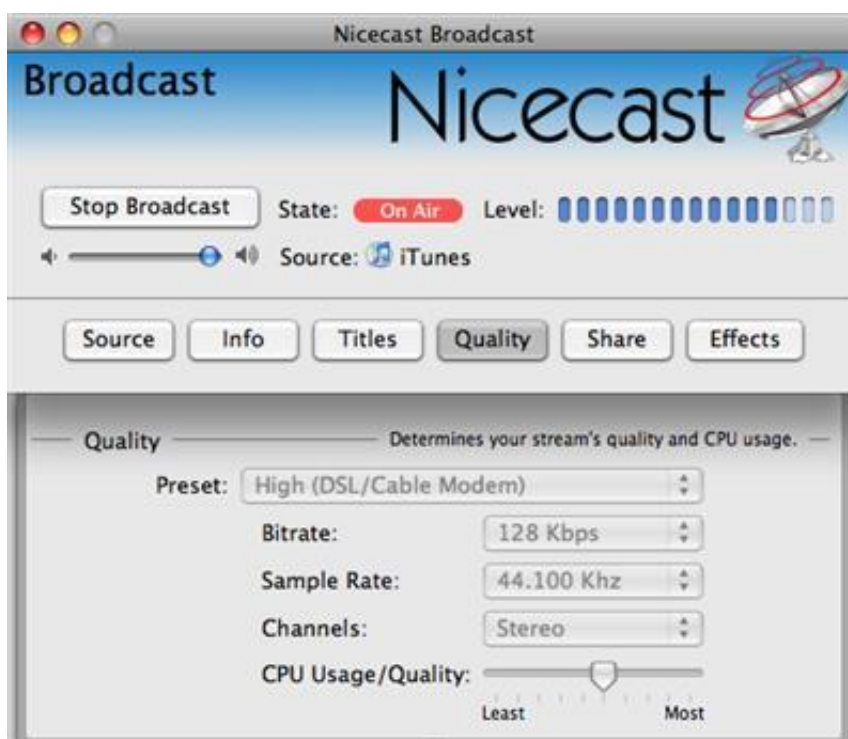 Nicecast Broadcast
Broadcast
Nicecast
Stop Broadcast State: On Air Level:
Source: iTunes
Source Info Titles Quality Share Effects
Quality Determines your stream's quality and CPU usage.
Preset: High (DSL/Cable Modem)
Bitrate: 128 Kbps
Sample Rate: 44.100 Khz
Channels: Stereo
CPU Usage/Quality:
Least Most